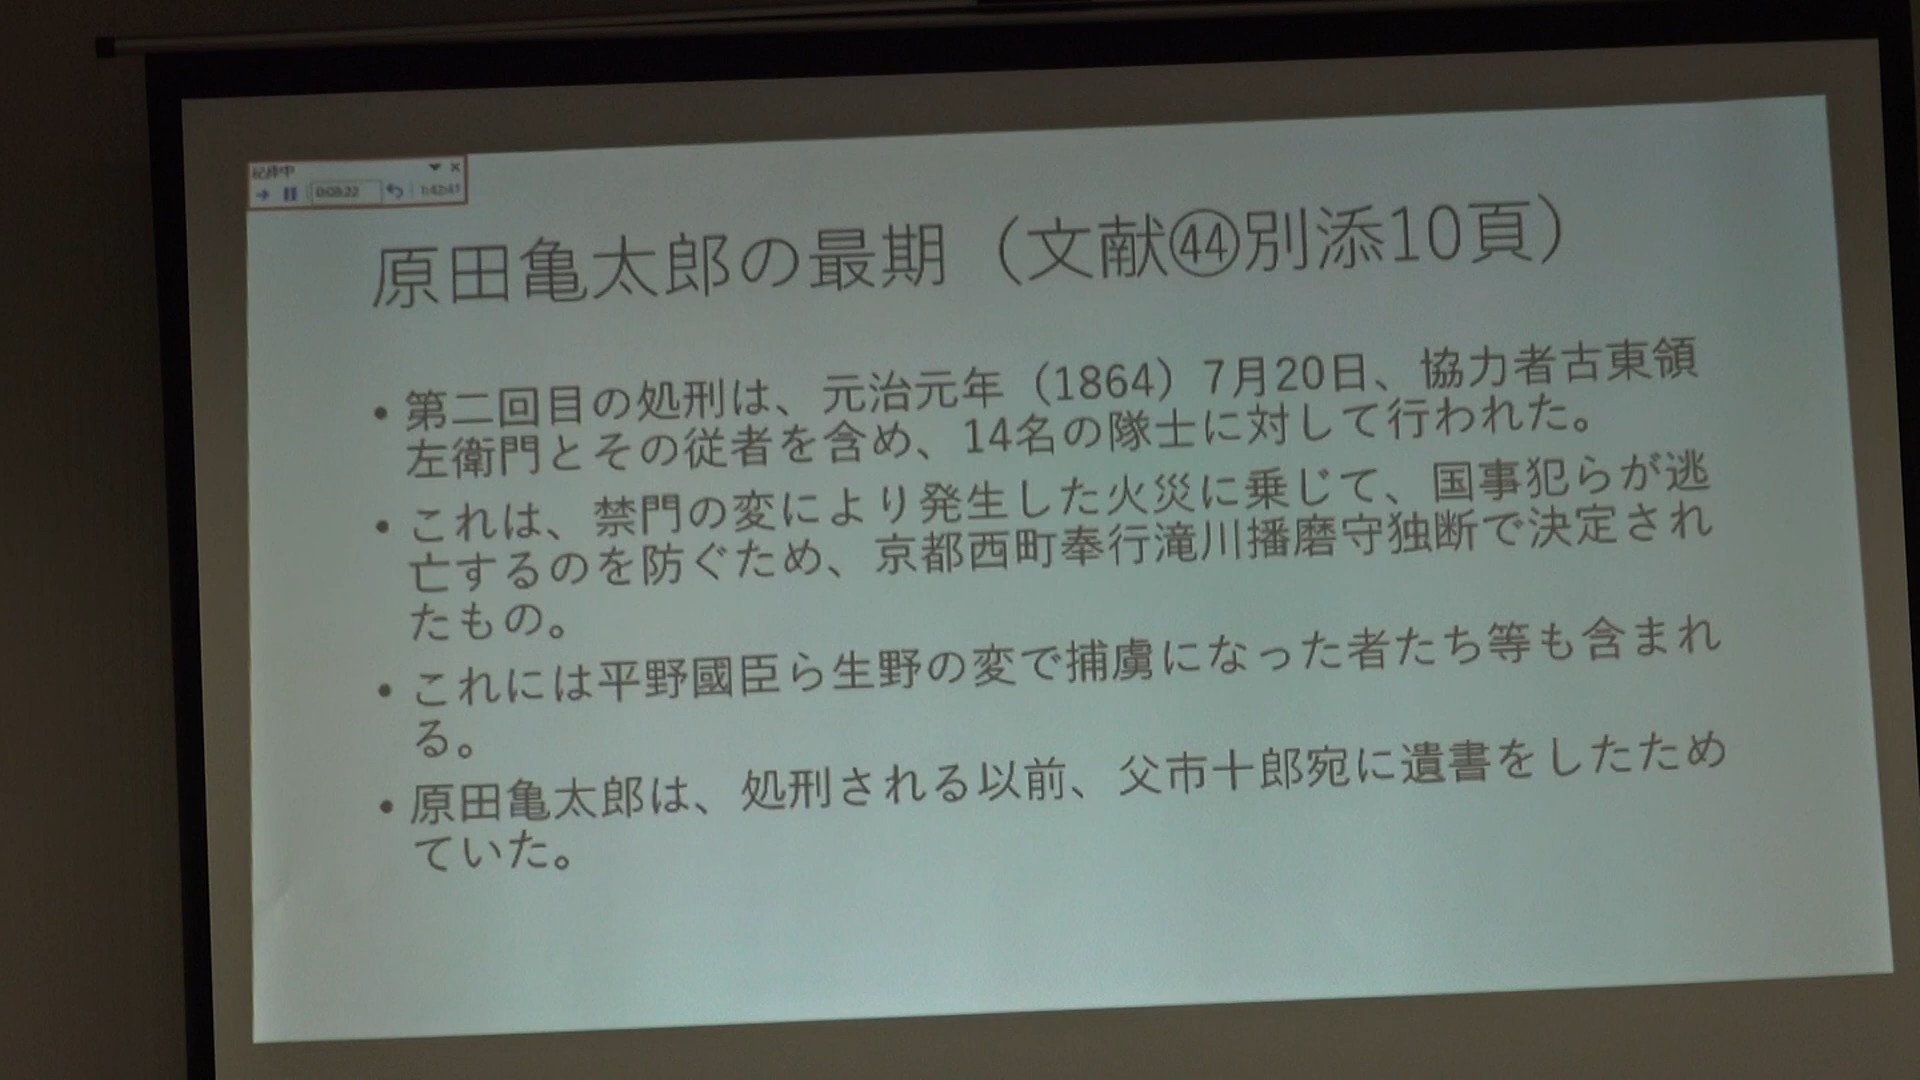 記録中
0:03:22
1:42:41
原田亀太郎の最期（文献㊹別添10頁）
• 第二回目の処刑は、元治元年（1864）7月20日、協力者古東領
左衛門とその従者を含め、14名の隊士に対して行われた。
• これは、禁門の変により発生した火災に乗じて、国事犯らが逃
亡するのを防ぐため、京都西町奉行滝川播磨守独断で決定され
たもの。
• これには平野國臣ら生野の変で捕虜になった者たち等も含まれ
る。
• 原田亀太郎は、処刑される以前、父市十郎宛に遺書をしたため
ていた。